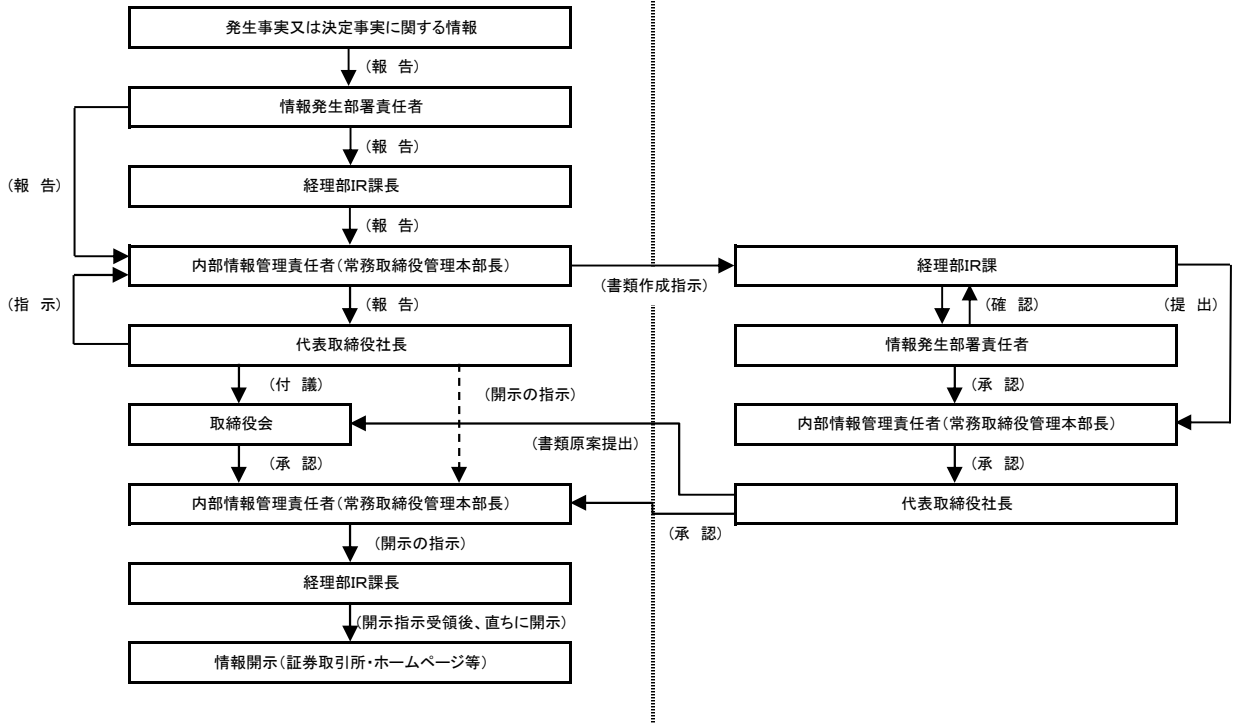 発生事実又は決定事実に関する情報
(報 告)
情報発生部署責任者
(報 告)
(報 告)
経理部IR課長
(報 告)
内部情報管理責任者(常務取締役管理本部長)
(指 示)
(報 告)
代表取締役社長
(付 議)
(開示の指示)
取締役会
(書類原案提出)
(承 認)
内部情報管理責任者(常務取締役管理本部長)
(開示の指示)
経理部IR課長
(開示指示受領後、直ちに開示)
情報開示(証券取引所・ホームページ等)
(書類作成指示)
経理部IR課
(確 認)
(提 出)
情報発生部署責任者
(承 認)
内部情報管理責任者(常務取締役管理本部長)
(承 認)
代表取締役社長
(承 認)